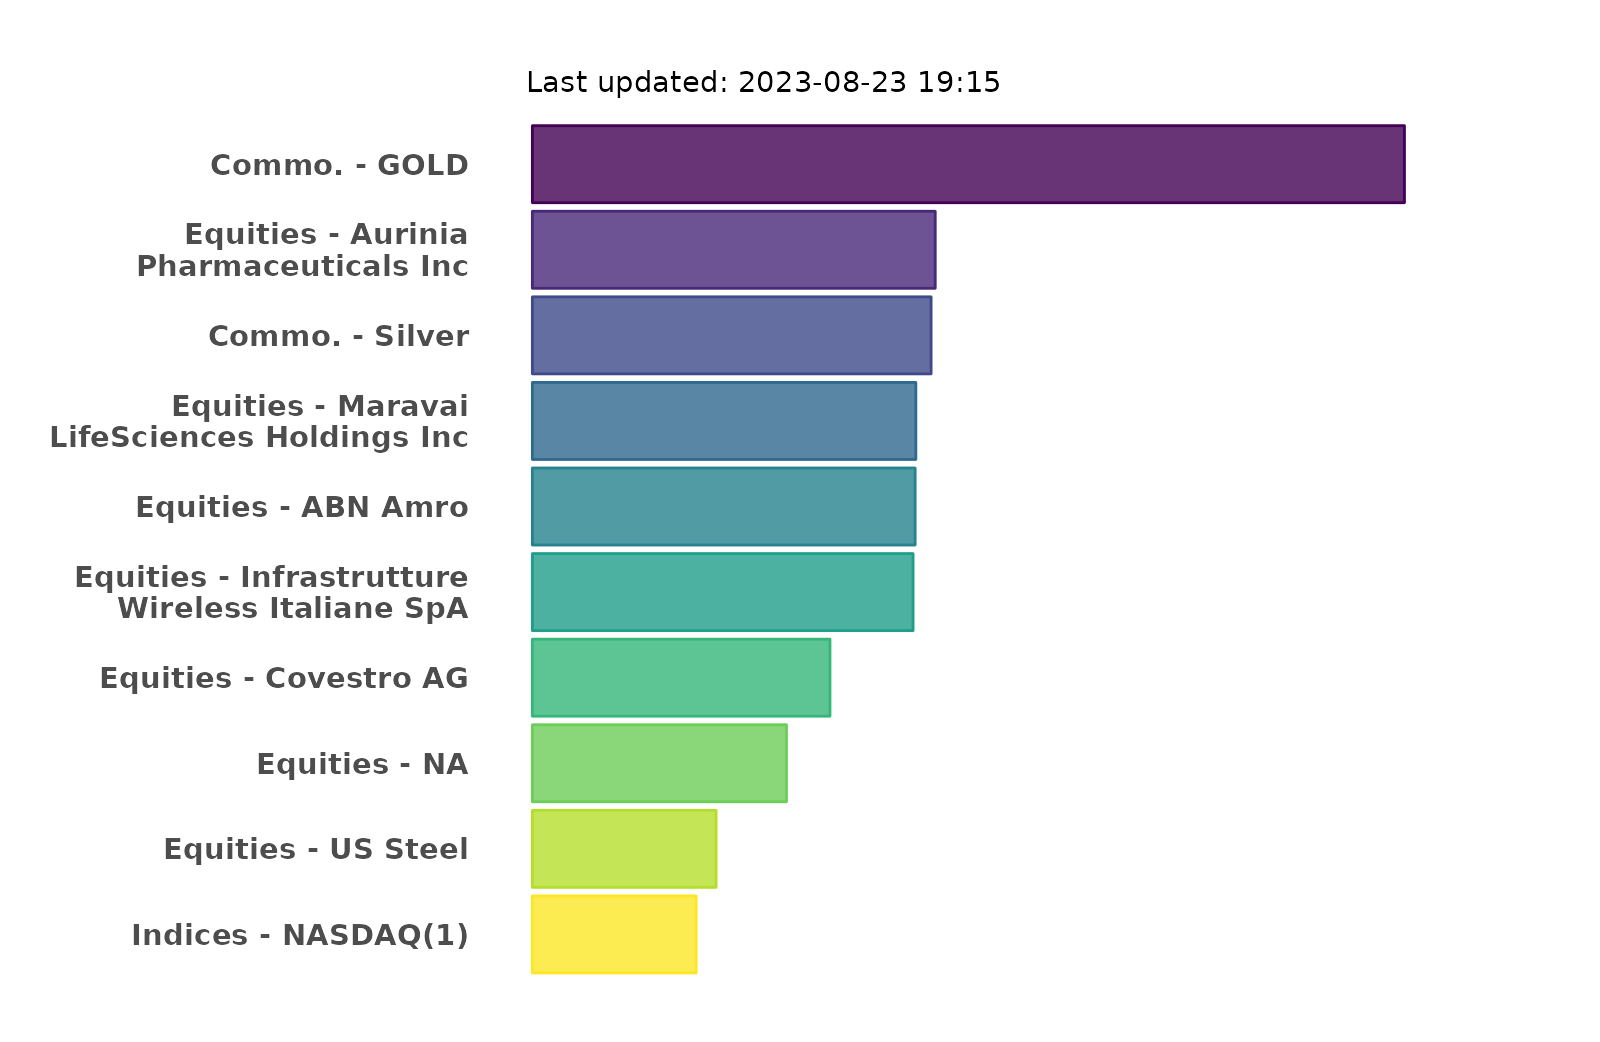 Last updated: 2023-08-23 19:15
Commo. - GOLD
Equities - Aurinia
Pharmaceuticals Inc
Commo. - Silver
Equities - Maravai
LifeSciences Holdings Inc
Equities - ABN Amro
Equities - Infrastrutture
Wireless Italiane SpA
Equities - Covestro AG
Equities - NA
Equities - US Steel
Indices - NASDAQ(1)